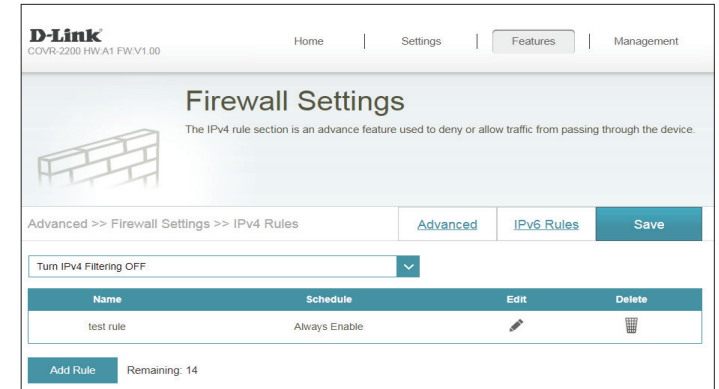 D-Link
COVR-2200 HW:A1 FW:V1.00
Home | Settings | Features | Management
Firewall Settings
The IPv4 rule section is an advance feature used to deny or allow traffic from passing through the device.
Advanced >> Firewall Settings >> IPv4 Rules Advanced IPv6 Rules Save
Turn IPv4 Filtering OFF
Name Schedule Edit Delete
test rule Always Enable
Add Rule Remaining: 14